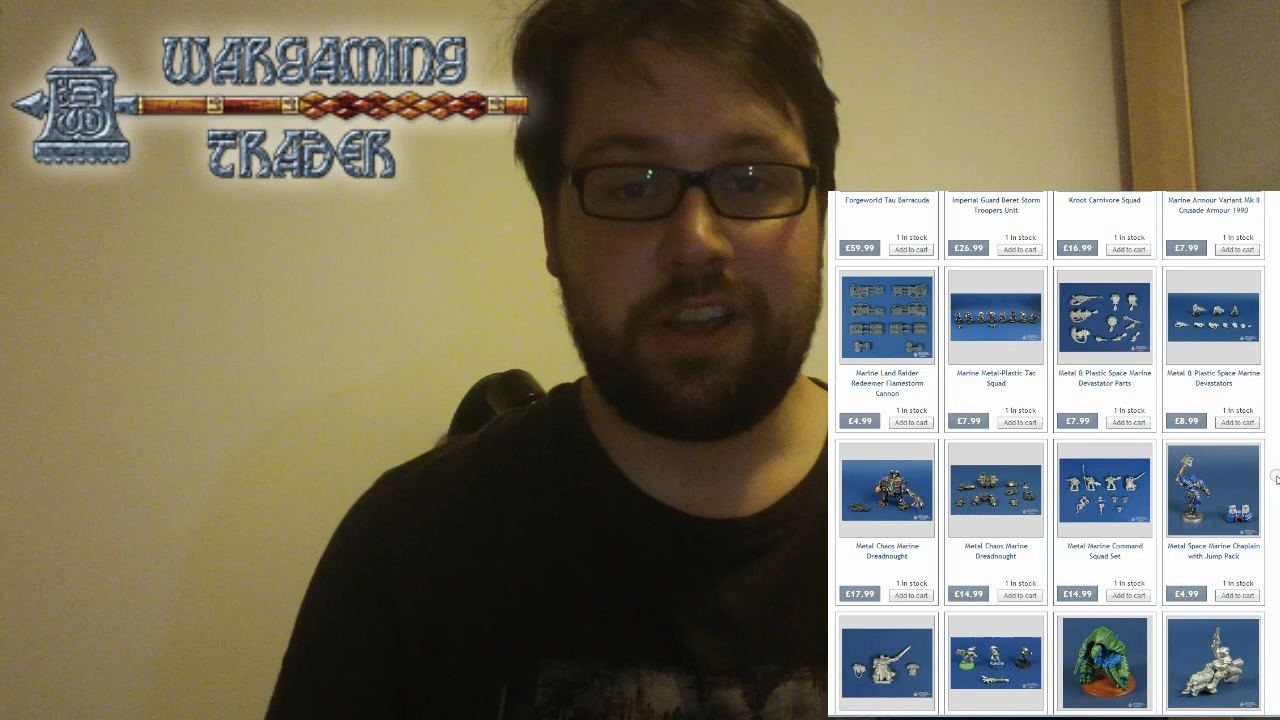 WARGAMING
TRADER
Forgeworld Tau Barracuda
1 in stock
£59.99 Add to cart
Imperial Guard Beret Storm
Troopers Unit
1 in stock
£26.99 Add to cart
Kroot Carnivore Squad
1 in stock
£16.99 Add to cart
Marine Armour Variant Mk II
Crusade Armour 1990
1 in stock
£7.99 Add to cart
Marine Land Raider
Redeemer Flamestorm
Cannon
1 in stock
£4.99 Add to cart
Marine Metal-Plastic Tac
Squad
1 in stock
£7.99 Add to cart
Metal & Plastic Space Marine
Devastator Parts
1 in stock
£7.99 Add to cart
Metal & Plastic Space Marine
Devastators
1 in stock
£8.99 Add to cart
Metal Chaos Marine
Dreadnought
1 in stock
£17.99 Add to cart
Metal Chaos Marine
Dreadnought
1 in stock
£14.99 Add to cart
Metal Marine Command
Squad Set
1 in stock
£14.99 Add to cart
Metal Space Marine Chaplain
with Jump Pack
1 in stock
£4.99 Add to cart